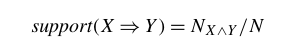 support(X ⇒ Y) = N_{X∧Y}/N